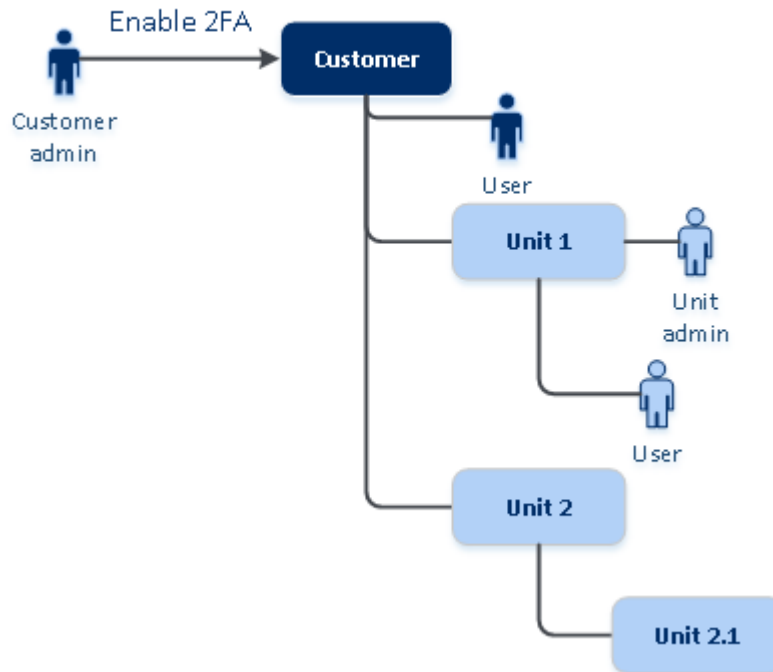 Enable 2FA
Customer
Customer
admin
User
Unit 1
Unit
admin
User
Unit 2
Unit 2.1